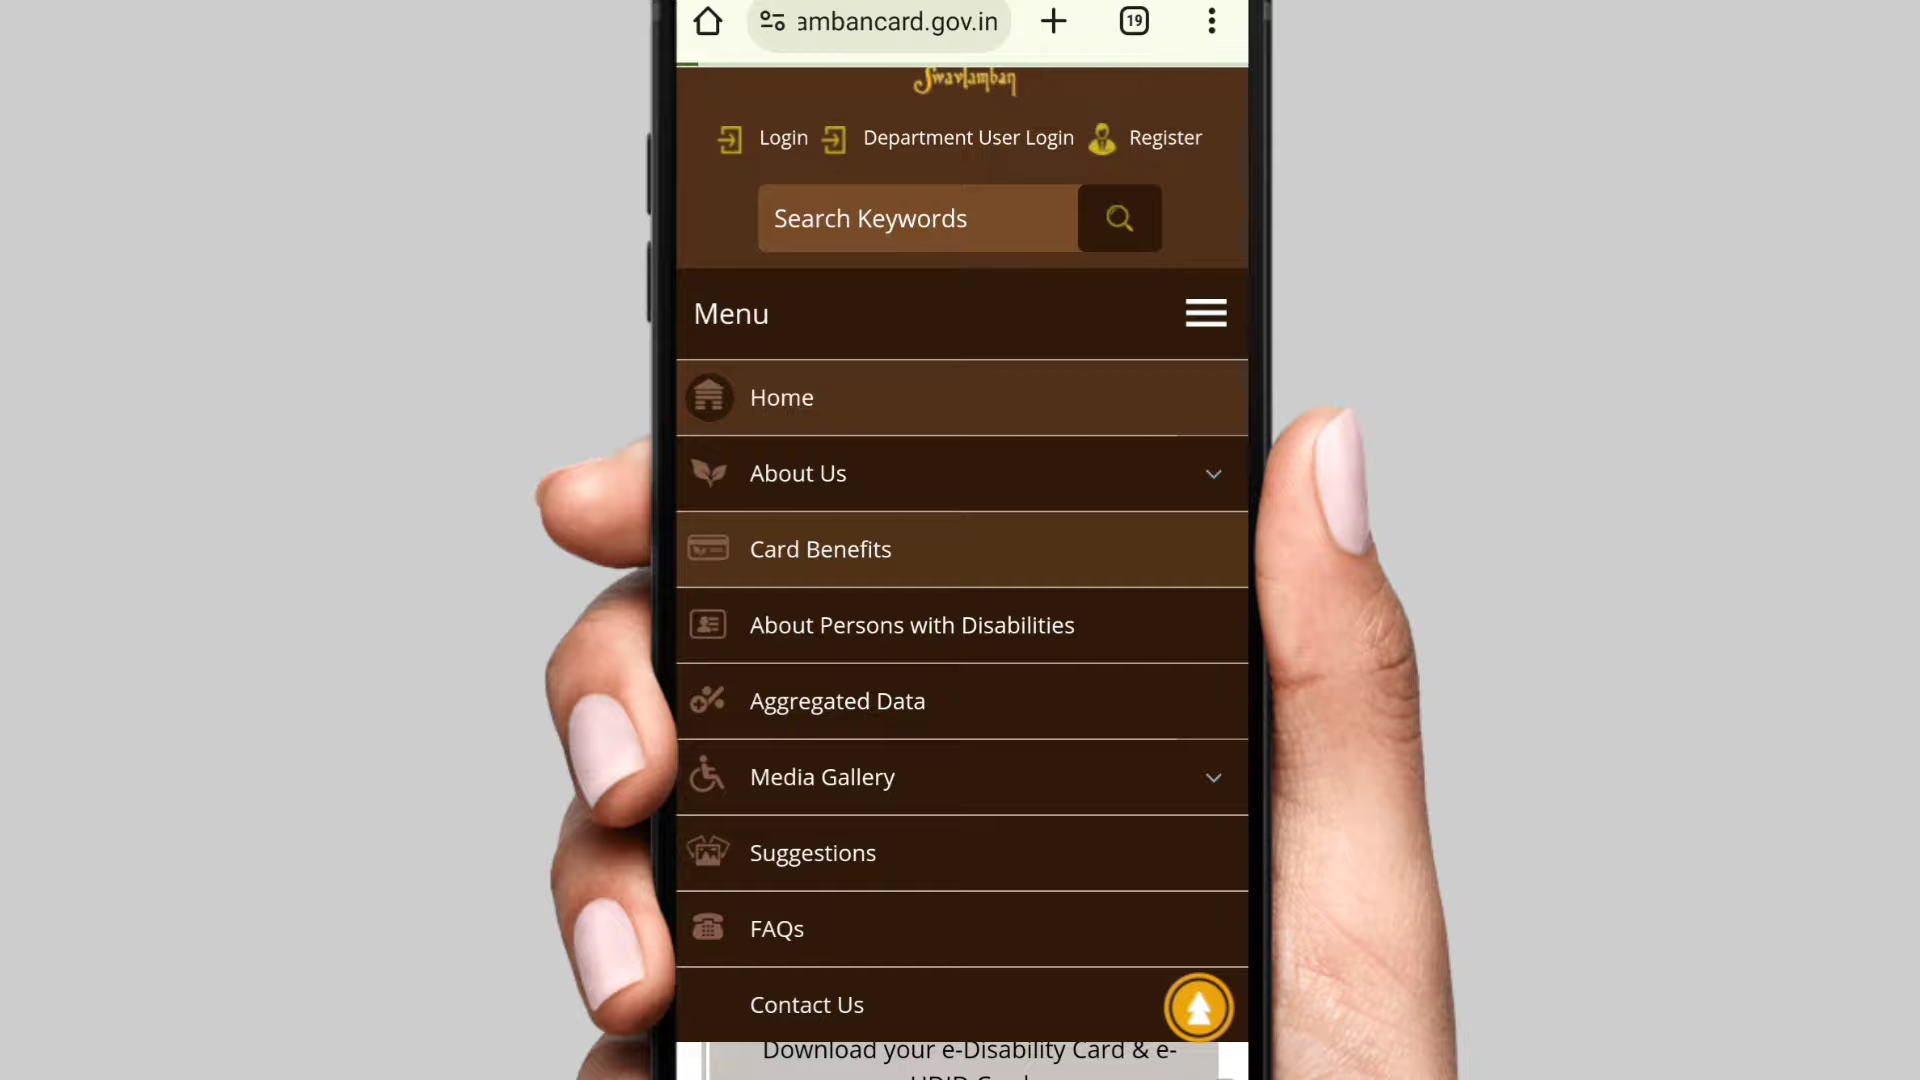 ambancard.gov.in
19
Swavlamban
Login Department User Login Register
Search Keywords
Menu
Home
About Us
Card Benefits
About Persons with Disabilities
Aggregated Data
Media Gallery
Suggestions
FAQs
Contact Us
Download your e-Disability Card & e-